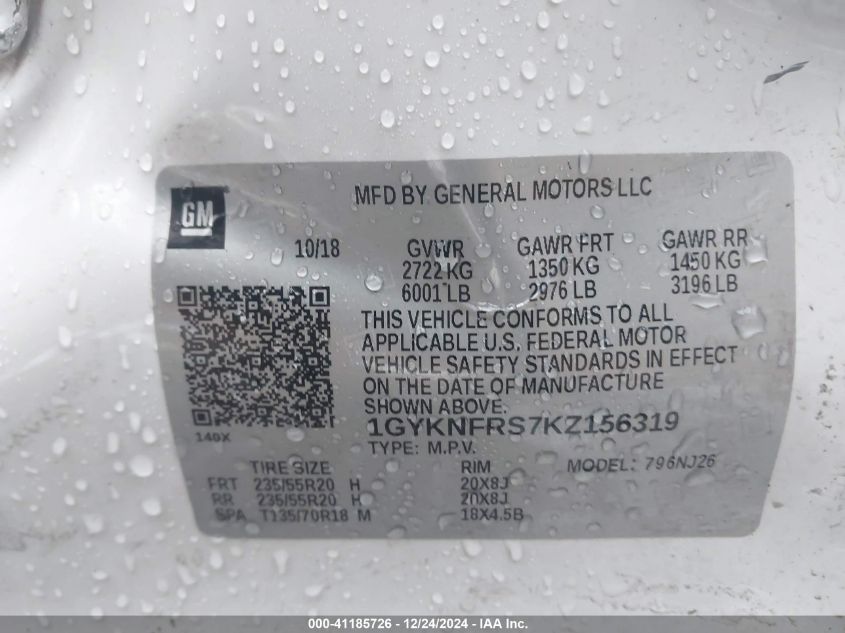 MFD BY GENERAL MOTORS LLC
GM
10/18 GVWR GAWR FRT GAWR RR
2722 KG 1350 KG 1450 KG
6001 LB 2976 LB 3196 LB
THIS VEHICLE CONFORMS TO ALL
APPLICABLE U.S. FEDERAL MOTOR
VEHICLE SAFETY STANDARDS IN EFFECT
ON THE DATE OF MANUFACTURE
SHOWN ABOVE.
1GYKNFRS7KZ156319
140X
TYPE: M.P.V.
MODEL: 796NJ26
TIRE SIZE RIM
FRT 235/55R20 H 20X8J
RR 235/55R20 H 20X8J
SPA T135/70R18 M 18X4.5B
000-41185726 - 12/24/2024 - IAA Inc.